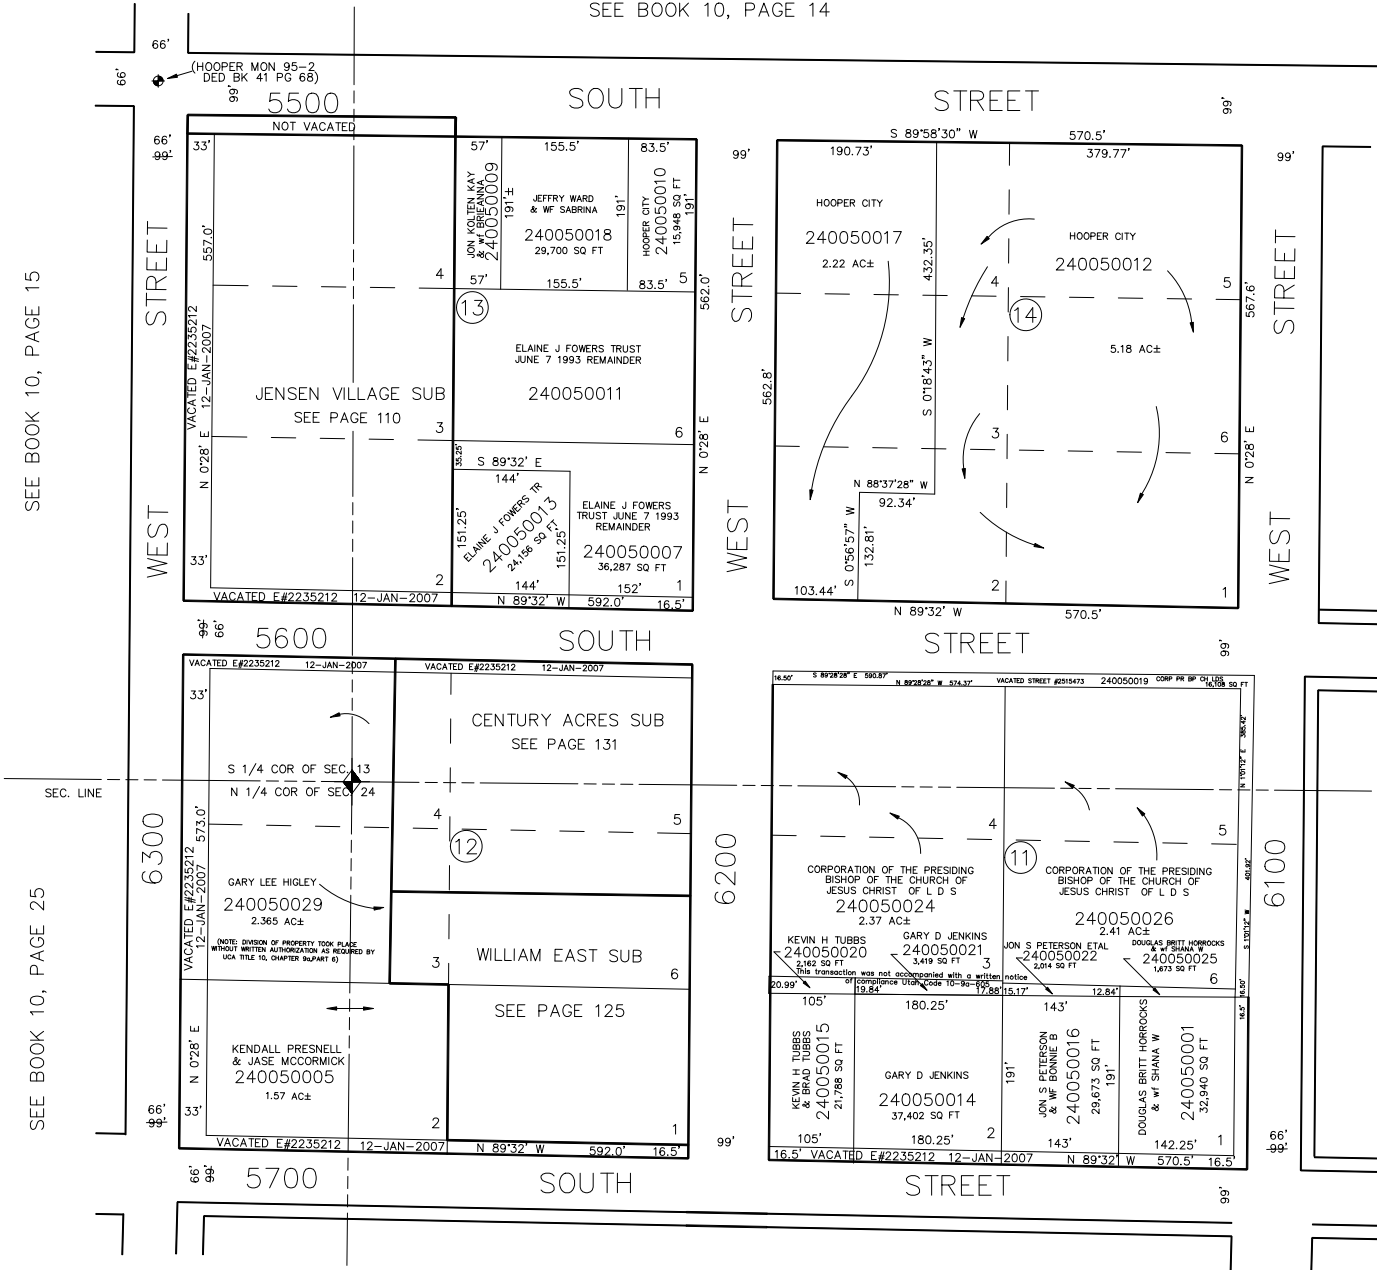 SEE BOOK 10, PAGE 14
66'
66'
(HOOPER MON 95-2
DED BK 41 PG 68)
99'
5500
SOUTH
STREET
99'
NOT VACATED
66'
99'
33'
57'
155.5'
83.5'
99'
S 89°58'30" W
570.5'
190.73'
379.77'
99'
JON KOLTEN KAY
& wf BRIEANNA
240050009
191'±
JEFFRY WARD
& WF SABRINA
240050018
29,700 SQ FT
191'
HOOPER CITY
240050010
15,948 SQ FT
191'
HOOPER CITY
240050017
2.22 AC±
432.35'
HOOPER CITY
240050012
5.18 AC±
STREET
557.0'
4
57'
155.5'
83.5'
5
562.0'
STREET
4
5
567.6'
STREET
13
14
SEE BOOK 10, PAGE 15
VACATED E#2235212
12-JAN-2007
ELAINE J FOWERS TRUST
JUNE 7 1993 REMAINDER
240050011
JENSEN VILLAGE SUB
SEE PAGE 110
562.8'
S 0°18'43" W
3
6
3
6
N 0°28' E
35.25'
S 89°32' E
144'
N 0°28' E
N 88°37'28" W
92.34'
N 0°28' E
WEST
151.25'
ELAINE J FOWERS TR
240050013
24,156 SQ FT
151.25'
ELAINE J FOWERS
TRUST JUNE 7 1993
REMAINDER
240050007
36,287 SQ FT
WEST
S 0°56'57" W
132.81'
WEST
33'
2
144'
152'
1
103.44'
2
1
VACATED E#2235212 12-JAN-2007
N 89°32' W
592.0'
16.5'
N 89°32' W
570.5'
99'
66'
5600
SOUTH
STREET
99'
VACATED E#2235212 12-JAN-2007
VACATED E#2235212 12-JAN-2007
16.50'
S 89°28'28" E 590.87'
N 89°28'28" W 574.37'
VACATED STREET #2515473
240050019
CORP PR BP CH LDS
16,108 SQ FT
33'
CENTURY ACRES SUB
SEE PAGE 131
385.42'
N 1°01'12" E
S 1/4 COR OF SEC. 13
N 1/4 COR OF SEC. 24
SEC. LINE
573.0'
4
5
4
5
12
11
6300
6200
6100
VACATED E#2235212
12-JAN-2007
GARY LEE HIGLEY
240050029
2.365 AC±
(NOTE: DIVISION OF PROPERTY TOOK PLACE
WITHOUT WRITTEN AUTHORIZATION AS REQUIRED BY
UCA TITLE 10, CHAPTER 9a,PART 6)
CORPORATION OF THE PRESIDING
BISHOP OF THE CHURCH OF
JESUS CHRIST OF L D S
240050024
2.37 AC±
CORPORATION OF THE PRESIDING
BISHOP OF THE CHURCH OF
JESUS CHRIST OF L D S
240050026
2.41 AC±
401.92'
S 1°01'12" W
SEE BOOK 10, PAGE 25
WILLIAM EAST SUB
3
6
SEE PAGE 125
KEVIN H TUBBS
240050020
2,162 SQ FT
GARY D JENKINS
240050021
3,419 SQ FT
3
JON S PETERSON ETAL
240050022
2,014 SQ FT
DOUGLAS BRITT HORROCKS
& wf SHANA W
240050025
1,673 SQ FT
6
This transaction was not accompanied with a written notice
of compliance Utah Code 10-9a-605
20.99'
19.84'
17.88'
15.17'
12.84'
16.50'
16.5'
105'
180.25'
143'
N 0°28' E
KENDALL PRESNELL
& JASE MCCORMICK
240050005
1.57 AC±
KEVIN H TUBBS
& BRAD TUBBS
240050015
21,788 SQ FT
GARY D JENKINS
240050014
37,402 SQ FT
191'
JON S PETERSON
& WF BONNIE B
240050016
29,673 SQ FT
191'
DOUGLAS BRITT HORROCKS
& wf SHANA W
240050001
32,940 SQ FT
66'
99'
33'
2
1
99'
105'
180.25'
2
143'
142.25'
1
66'
99'
VACATED E#2235212 12-JAN-2007
N 89°32' W
592.0'
16.5'
16.5'
VACATED E#2235212 12-JAN-2007
N 89°32' W
570.5'
16.5'
66'
99'
5700
SOUTH
STREET
99'